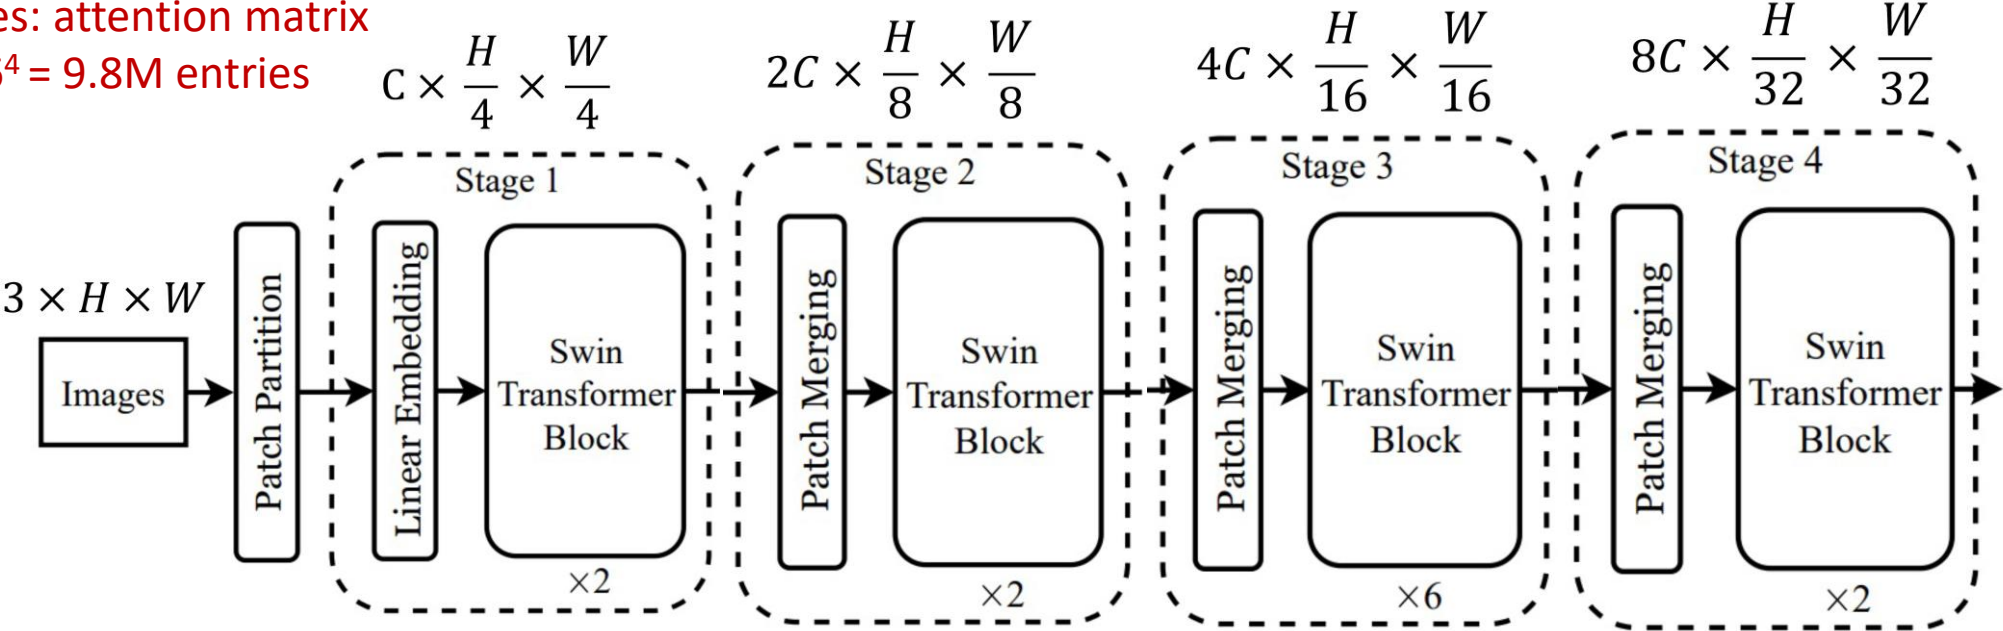 es: attention matrix
⁴ = 9.8M entries
C × H/4 × W/4
2C × H/8 × W/8
4C × H/16 × W/16
8C × H/32 × W/32
3 × H × W
Images
Patch Partition
Stage 1
Linear Embedding
Swin
Transformer
Block
×2
Stage 2
Patch Merging
Swin
Transformer
Block
×2
Stage 3
Patch Merging
Swin
Transformer
Block
×6
Stage 4
Patch Merging
Swin
Transformer
Block
×2